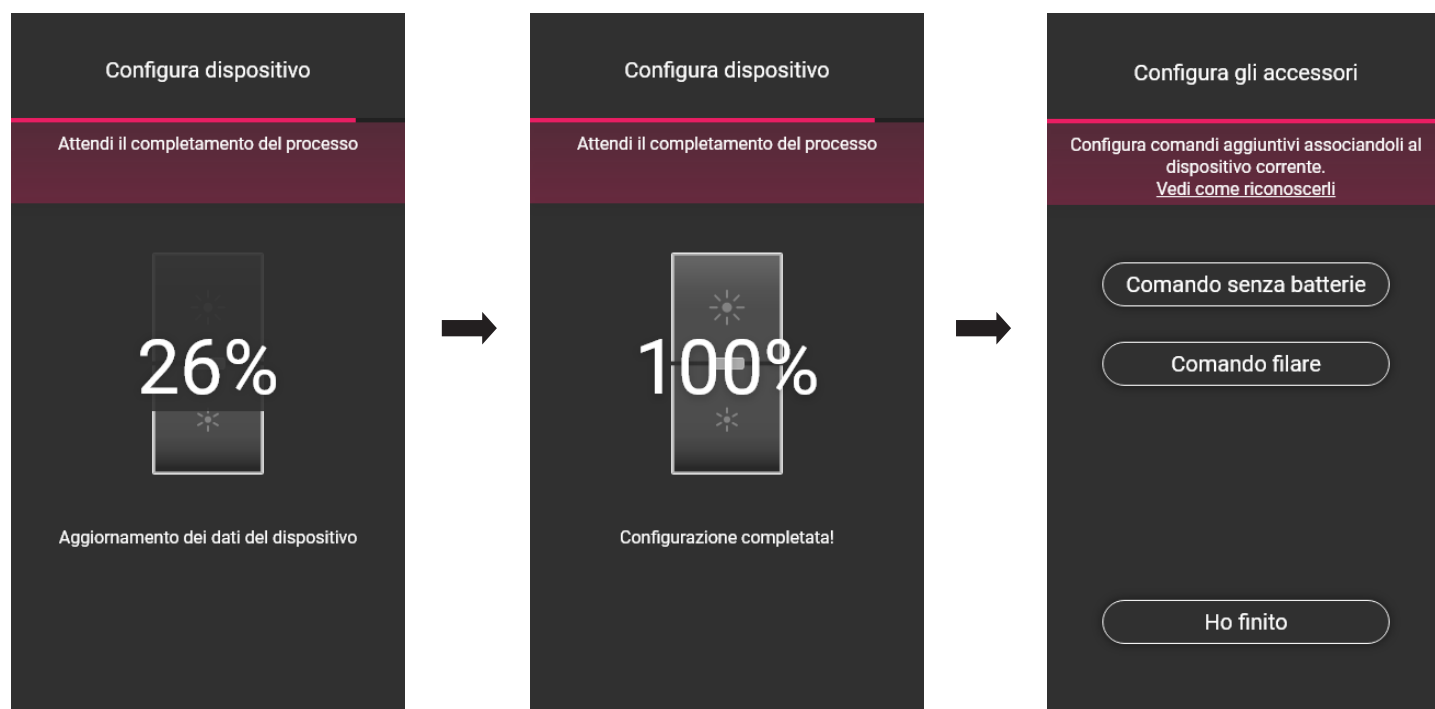 Configura dispositivo
Attendi il completamento del processo
26%
Aggiornamento dei dati del dispositivo
Configura dispositivo
Attendi il completamento del processo
100%
Configurazione completata!
Configura gli accessori
Configura comandi aggiuntivi associandoli al
dispositivo corrente.
Vedi come riconoscerli
Comando senza batterie
Comando filare
Ho finito